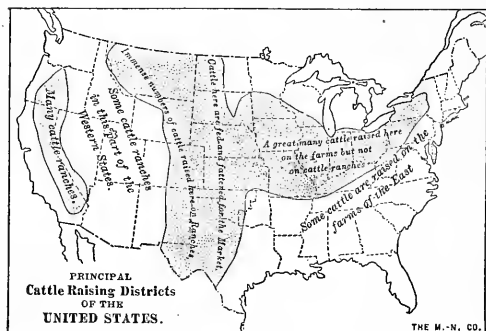 Many cattle ranches.
Some cattle ranches
in this part of the
Western States.
Immense numbers of cattle raised here on Ranches
Cattle here are fed and fattened for the Market.
A great many cattle raised here
on the farms but not
on cattle ranches
Some cattle are raised on the
farms of the East
PRINCIPAL
Cattle Raising Districts
OF THE
UNITED STATES.
THE M.-N. CO.